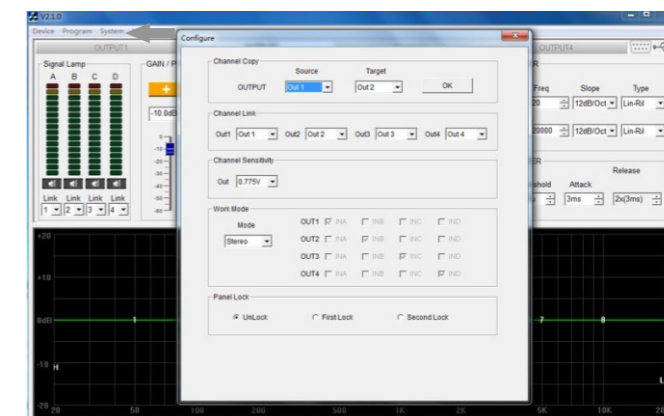 V2.1.0
Device Program System
Configure
OUTPUT1
OUTPUT4
Signal Lamp
A B C D
GAIN / P
-10.0dB
Link Link Link Link
1 2 3 4
Channel Copy
Source Target
OUTPUT Out 1 Out 2 OK
Channel Link
Out1 Out 1 Out2 Out 2 Out3 Out 3 Out4 Out 4
Channel Sensitivity
Out 0.775V
Work Mode
Mode
Stereo
OUT1 INA INB INC IND
OUT2 INA INB INC IND
OUT3 INA INB INC IND
OUT4 INA INB INC IND
Panel Lock
UnLock First Lock Second Lock
Freq Slope Type
20 12dB/Oct Lin-Ril
20000 12dB/Oct Lin-Ril
Release
shold Attack
3ms 2x(3ms)
+20
+10
0dB
1 7 8
-10 H
-20
20 50 100 200 500 1K 2K 5K 10K